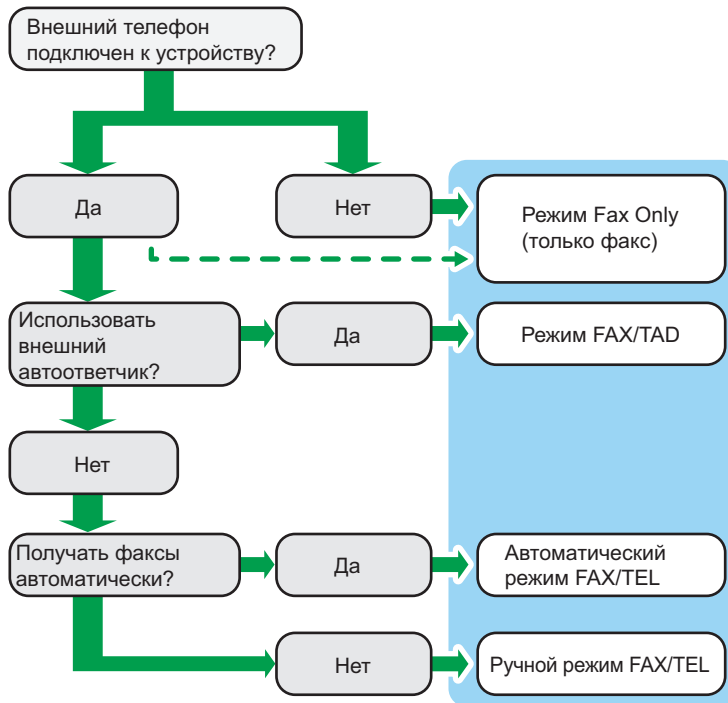 Внешний телефон
подключен к устройству?
Да
Нет
Режим Fax Only
(только факс)
Использовать
внешний
автоответчик?
Да
Режим FAX/TAD
Нет
Получать факсы
автоматически?
Да
Автоматический
режим FAX/TEL
Нет
Ручной режим FAX/TEL